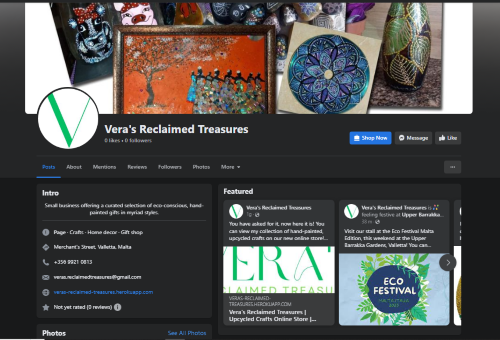 Vera's Reclaimed Treasures
0 likes • 0 followers
Shop Now
Message
Like
Posts
About
Mentions
Reviews
Followers
Photos
More
Intro
Small business offering a curated selection of eco-conscious, hand-
painted gifts in myriad styles.
Page · Crafts · Home decor · Gift shop
Merchant's Street, Valletta, Malta
+356 9921 0813
veras.reclaimedtreasures@gmail.com
veras-reclaimed-treasures.herokuapp.com
Not yet rated (0 reviews)
Photos
See All Photos
Featured
Vera's Reclaimed Treasures
You have asked for it, now here it is! You
can view my collection of hand-painted,
upcycled crafts on our new online store!...
VERA'
CLAIMED TREASU
VERAS-RECLAIMED-
TREASURES.HEROKUAPP.COM
Vera's Reclaimed Treasures |
Upcycled Crafts Online Store |...
Vera's Reclaimed Treasures is
feeling festive at Upper Barrakka...
Visit our stall at the Eco Festival Malta
Edition, this weekend at the Upper
Barrakka Gardens, Valletta! You can...
ECO
FESTIVAL